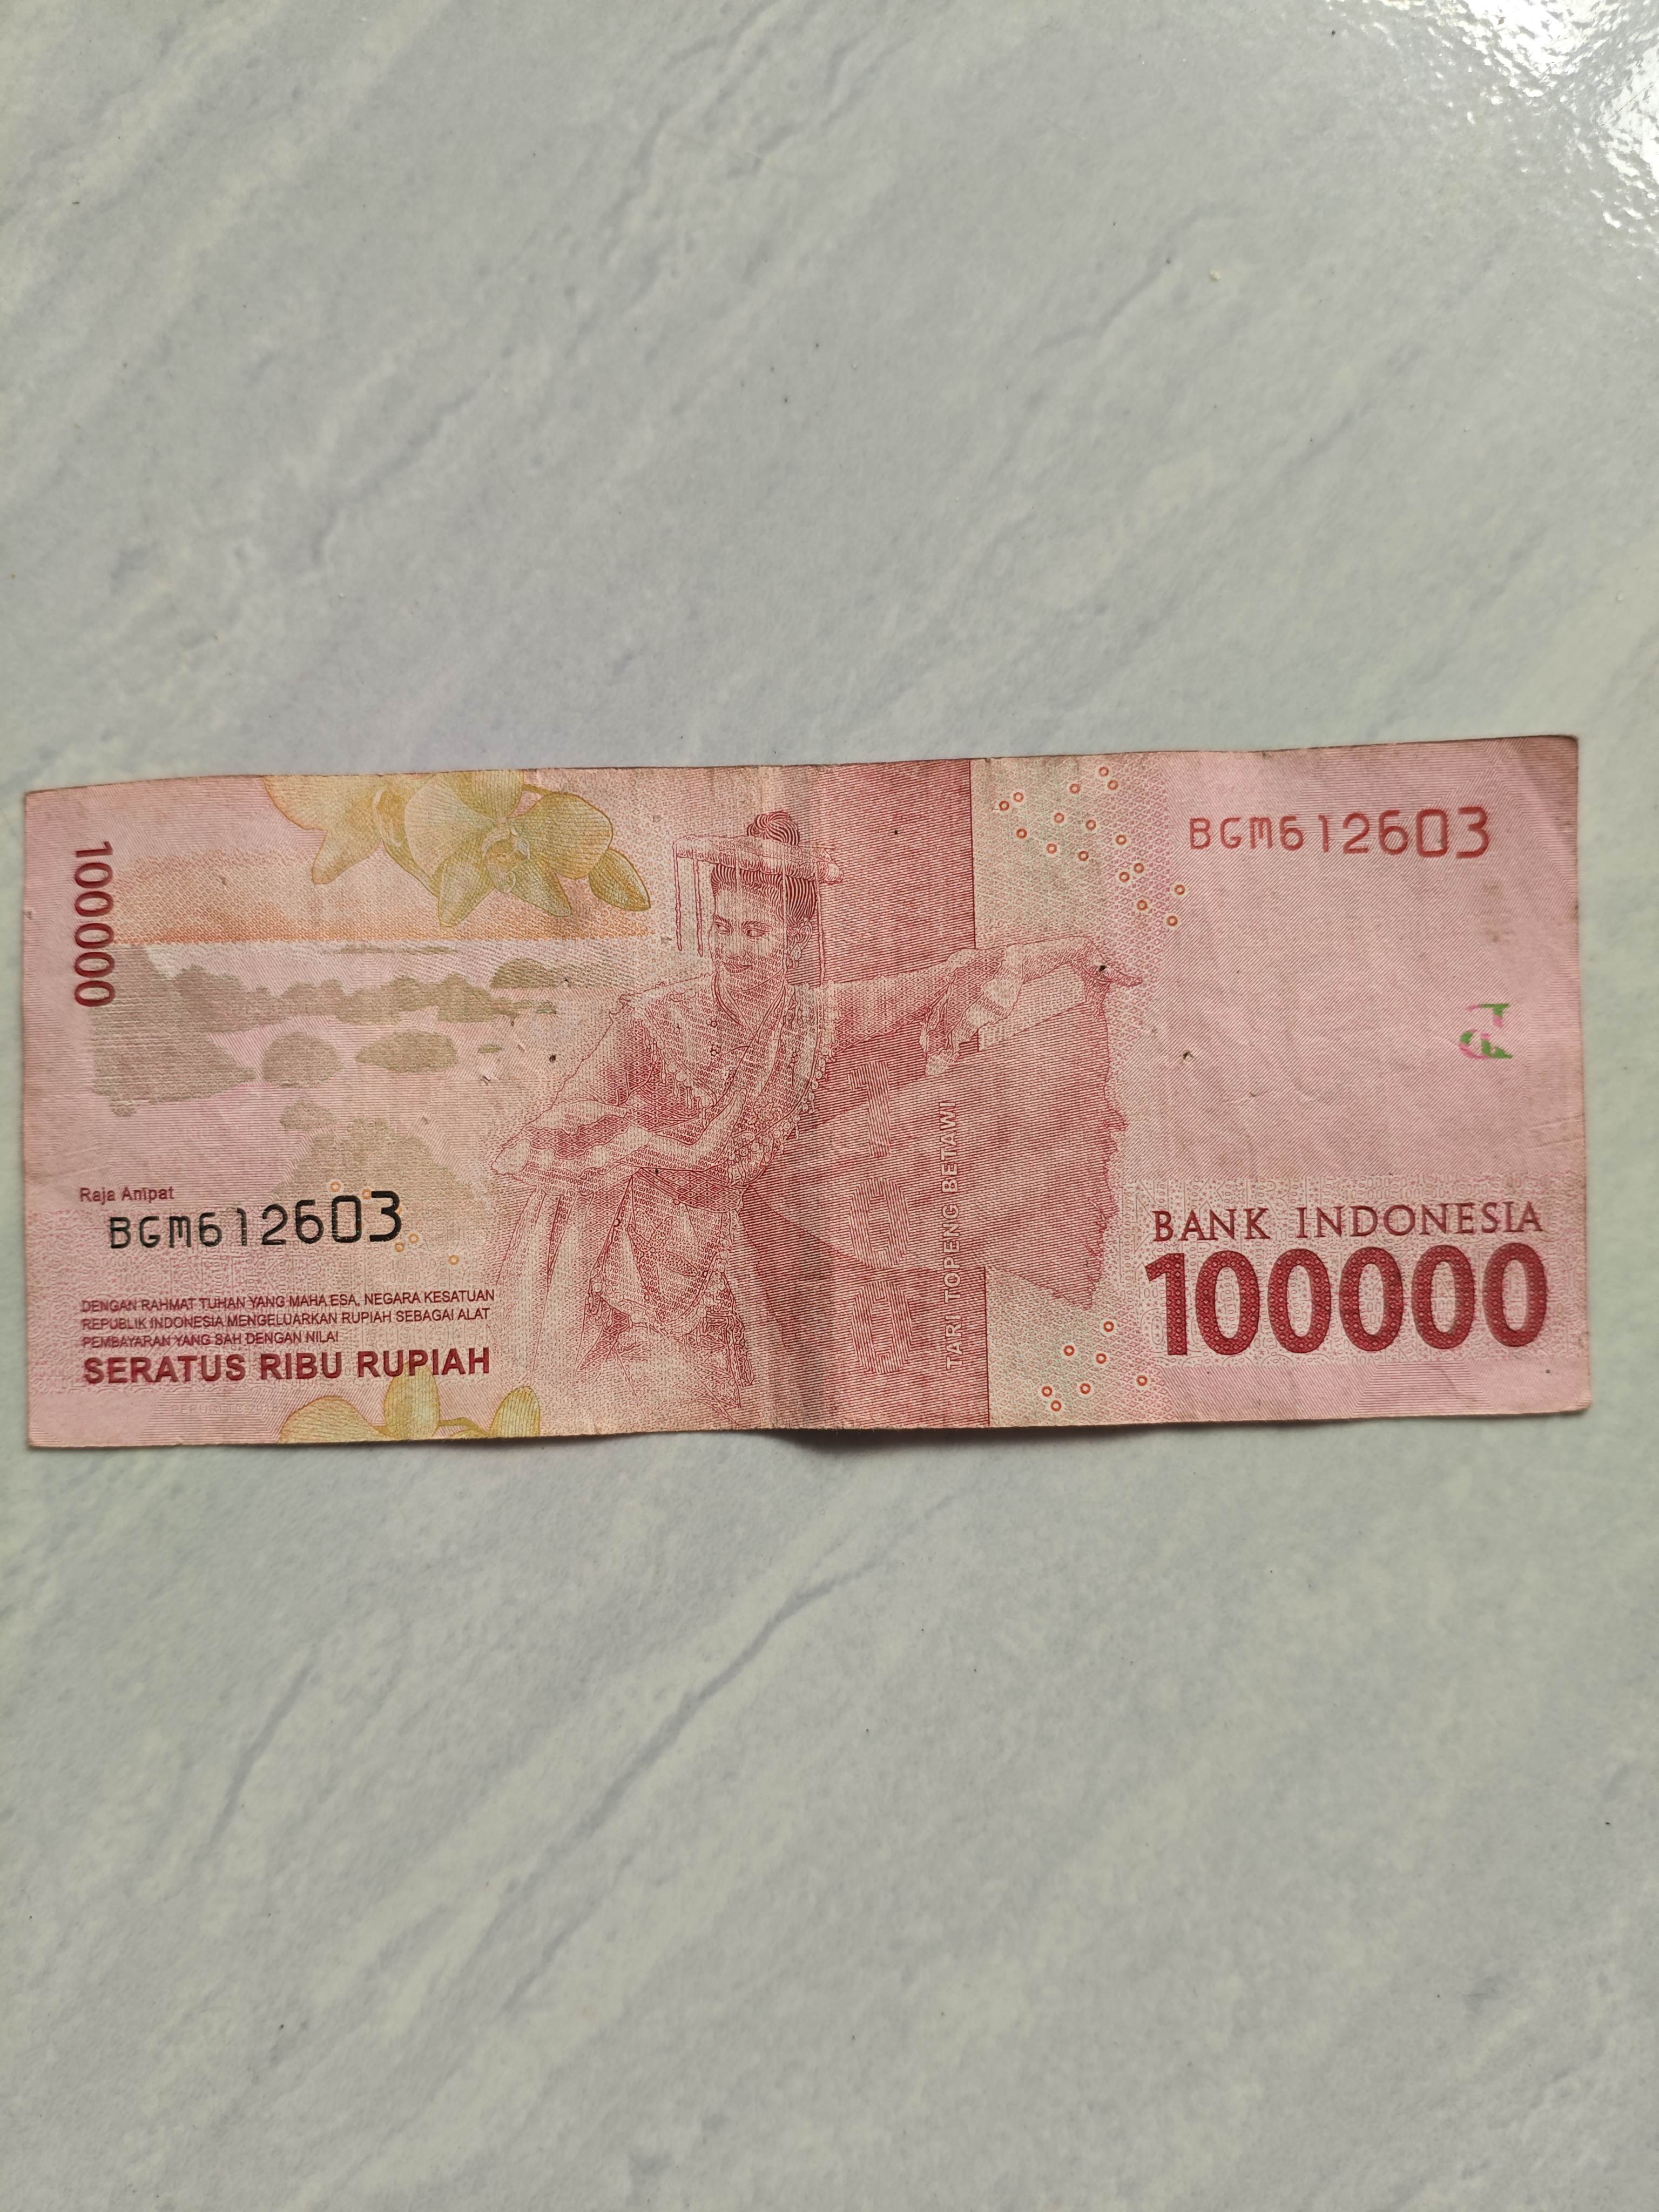 100000
BGM612603
Raja Ampat
BGM612603
DENGAN RAHMAT TUHAN YANG MAHA ESA, NEGARA KESATUAN
REPUBLIK INDONESIA MENGELUARKAN RUPIAH SEBAGAI ALAT
PEMBAYARAN YANG SAH DENGAN NILAI
SERATUS RIBU RUPIAH
TARI TOPENG BETAWI
BANK INDONESIA
100000